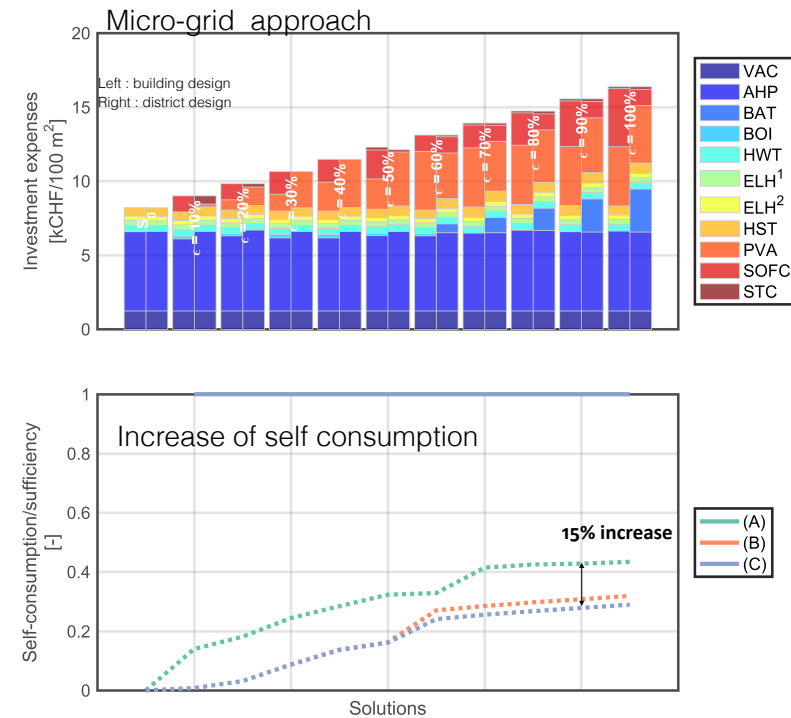 Micro-grid approach
Left : building design
Right : district design
Investment expenses
[kCHF/100 m²]
20
15
10
5
0
S₀
ϵ = 10%
ϵ = 20%
ϵ = 30%
ϵ = 40%
ϵ = 50%
ϵ = 60%
ϵ = 70%
ϵ = 80%
ϵ = 90%
ϵ = 100%
VAC
AHP
BAT
BOI
HWT
ELH¹
ELH²
HST
PVA
SOFC
STC
Increase of self consumption
Self-consumption/sufficiency
[-]
1
0.8
0.6
0.4
0.2
0
15% increase
Solutions
(A)
(B)
(C)